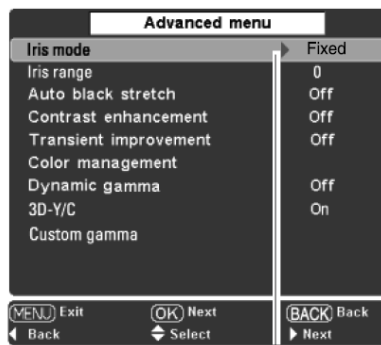 Advanced menu
Iris mode Fixed
Iris range 0
Auto black stretch Off
Contrast enhancement Off
Transient improvement Off
Color management
Dynamic gamma Off
3D-Y/C On
Custom gamma
MENU Exit OK Next BACK Back
Back Select Next